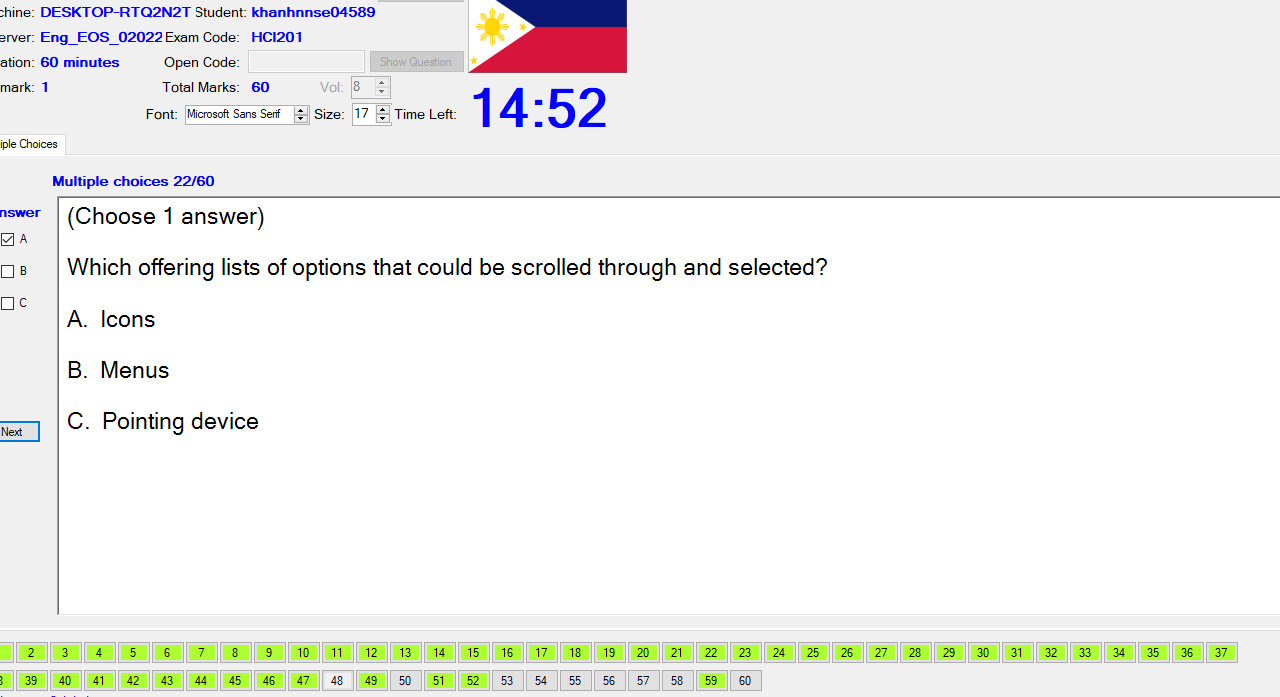 chine: DESKTOP-RTQ2N2T Student: khanhnnse04589
erver: Eng_EOS_02022 Exam Code: HCI201
ation: 60 minutes Open Code: Show Question
mark: 1 Total Marks: 60 Vol: 8
Font: Microsoft Sans Serif Size: 17 Time Left: 14:52
iple Choices
Multiple choices 22/60
nswer
A
B
C
Next
(Choose 1 answer)
Which offering lists of options that could be scrolled through and selected?
A. Icons
B. Menus
C. Pointing device
2 3 4 5 6 7 8 9 10 11 12 13 14 15 16 17 18 19 20 21 22 23 24 25 26 27 28 29 30 31 32 33 34 35 36 37
39 40 41 42 43 44 45 46 47 48 49 50 51 52 53 54 55 56 57 58 59 60